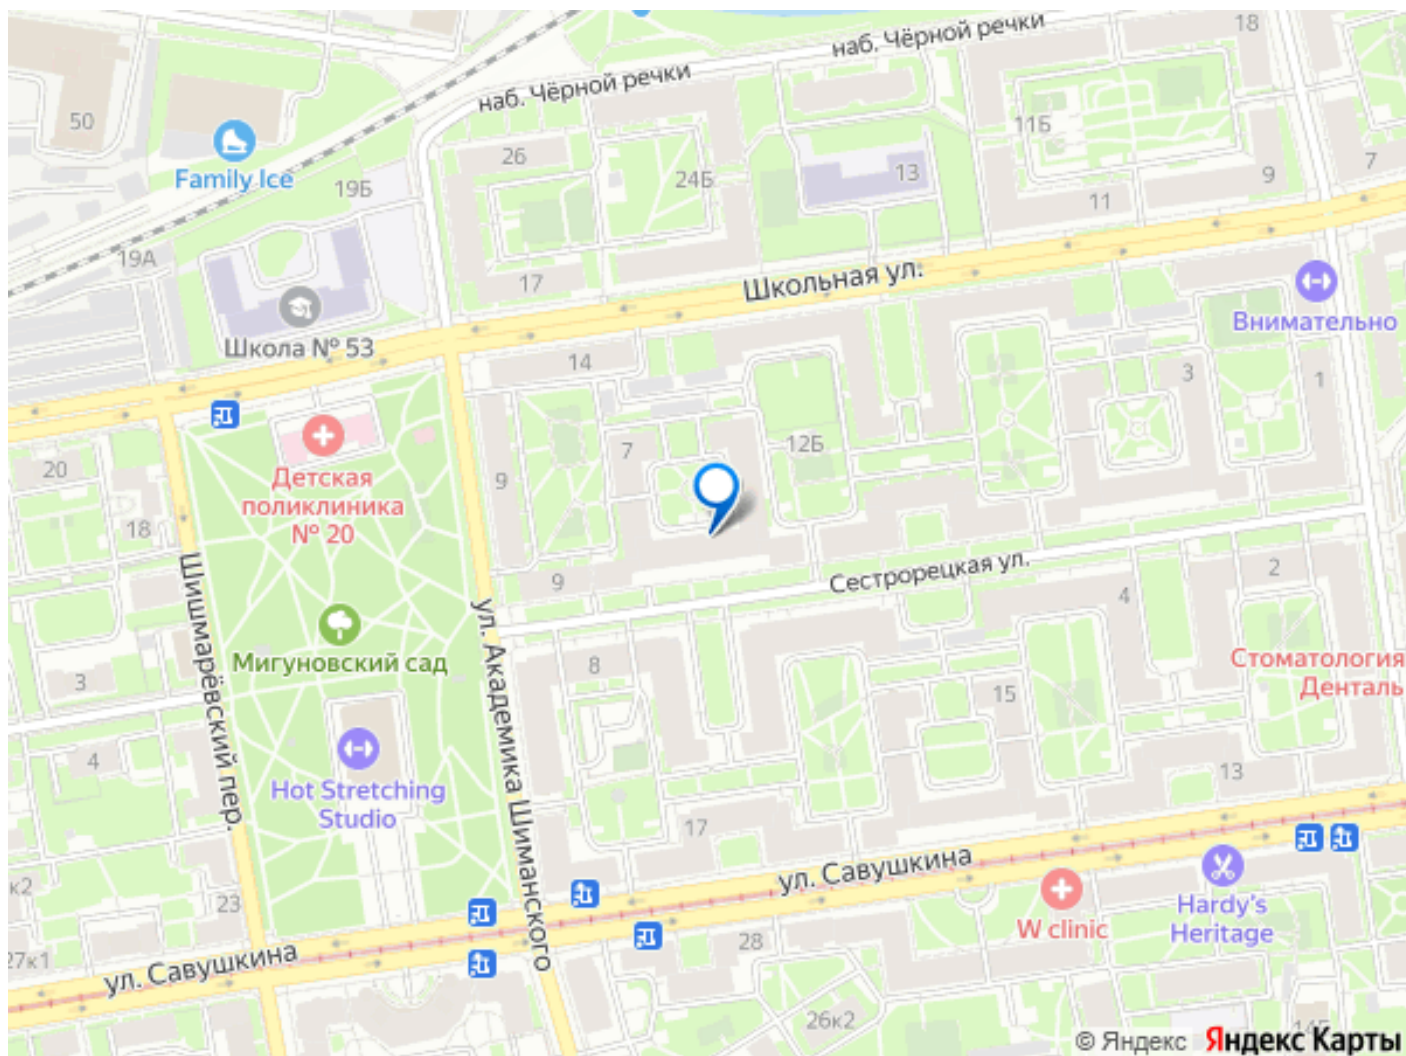 наб. Чёрной речки
18
наб. Чёрной речки
50
Family Ice
26
24Б
13
11Б
7
9
11
19Б
19А
17
Школьная ул.
Внимательно
Школа № 53
14
3
1
20
Детская
поликлиника
№ 20
7
12Б
9
18
Шишмарёвский пер.
9
Сестрорецкая ул.
2
4
ул. Академика Шиманского
Мигуновский сад
8
3
15
Стоматология
Денталь
4
Hot Stretching
Studio
13
17
ул. Савушкина
к2
23
W clinic
Hardy's
Heritage
28
27к1
ул. Савушкина
26к2
© Яндекс
Яндекс Карты